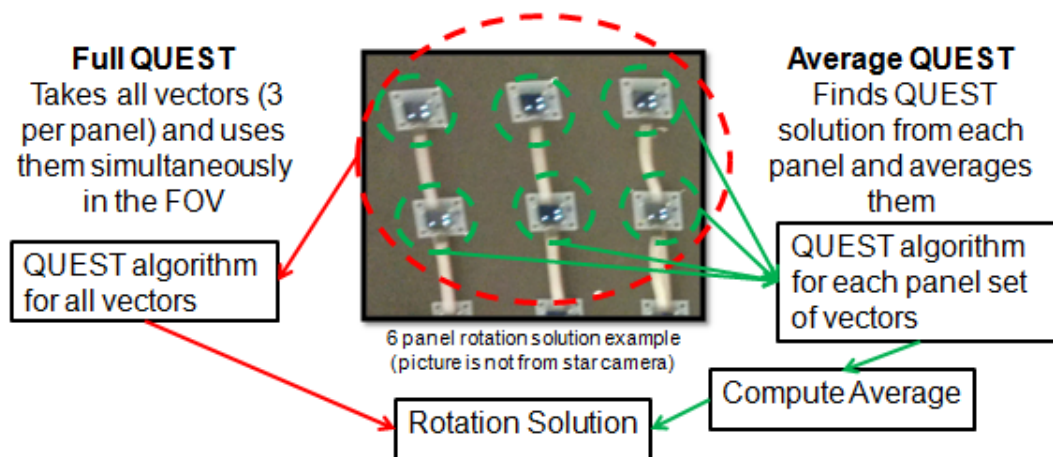 Full QUEST
Takes all vectors (3
per panel) and uses
them simultaneously
in the FOV
QUEST algorithm
for all vectors
6 panel rotation solution example
(picture is not from star camera)
Average QUEST
Finds QUEST
solution from each
panel and averages
them
QUEST algorithm
for each panel set
of vectors
Compute Average
Rotation Solution